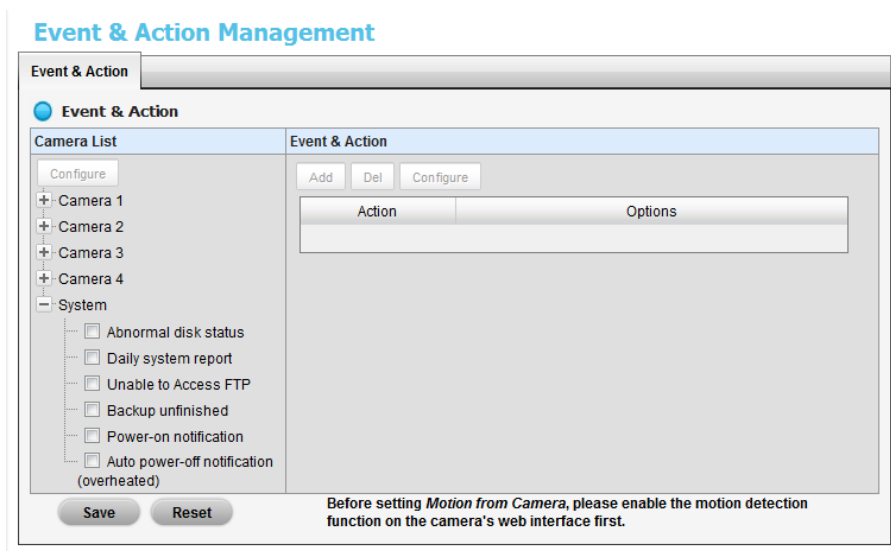 Event & Action Management
Event & Action
Event & Action
Camera List
Event & Action
Configure
Add
Del
Configure
Camera 1
Action
Options
Camera 2
Camera 3
Camera 4
System
Abnormal disk status
Daily system report
Unable to Access FTP
Backup unfinished
Power-on notification
Auto power-off notification
(overheated)
Save
Reset
Before setting Motion from Camera, please enable the motion detection
function on the camera's web interface first.